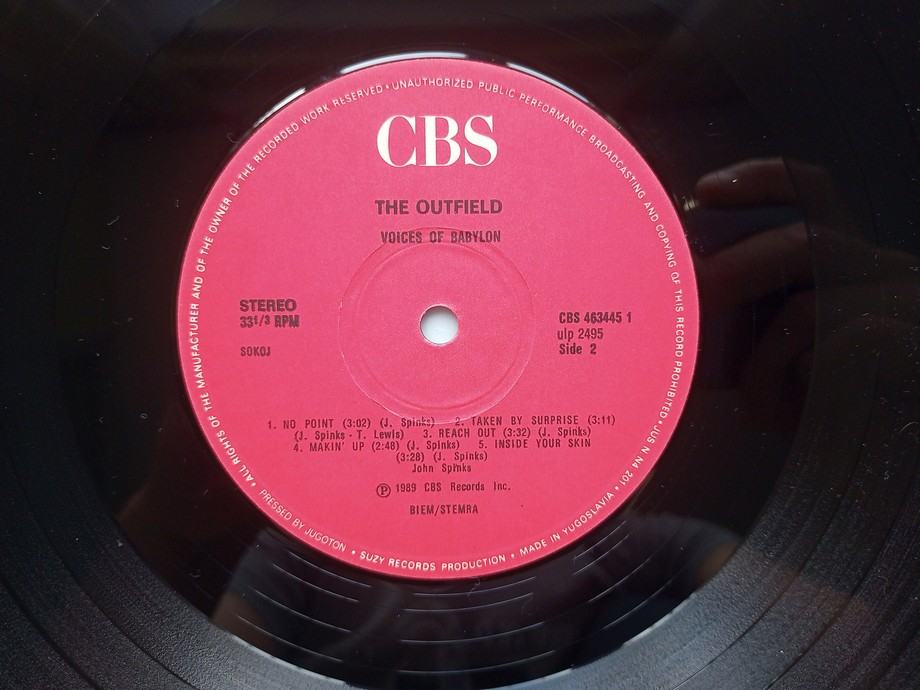 CBS
THE OUTFIELD
VOICES OF BABYLON
STEREO
33 1/3 RPM
SOKOJ
CBS 463445 1
ulp 2495
Side 2
1. NO POINT (3:02) (J. Spinks) 2. TAKEN BY SURPRISE (3:11)
(J. Spinks - T. Lewis) 3. REACH OUT (3:32) (J. Spinks)
4. MAKIN' UP (2:48) (J. Spinks) 5. INSIDE YOUR SKIN
(3:28) (J. Spinks)
John Spinks
Ⓟ 1989 CBS Records Inc.
BIEM/STEMRA
• ALL RIGHTS OF THE MANUFACTURER AND OF THE OWNER OF THE RECORDED WORK RESERVED • UNAUTHORIZED PUBLIC PERFORMANCE BROADCASTING AND COPYING OF THIS RECORD PROHIBITED • JUS N N4 201 •
PRESSED BY JUGOTON • SUZY RECORDS PRODUCTION • MADE IN YUGOSLAVIA